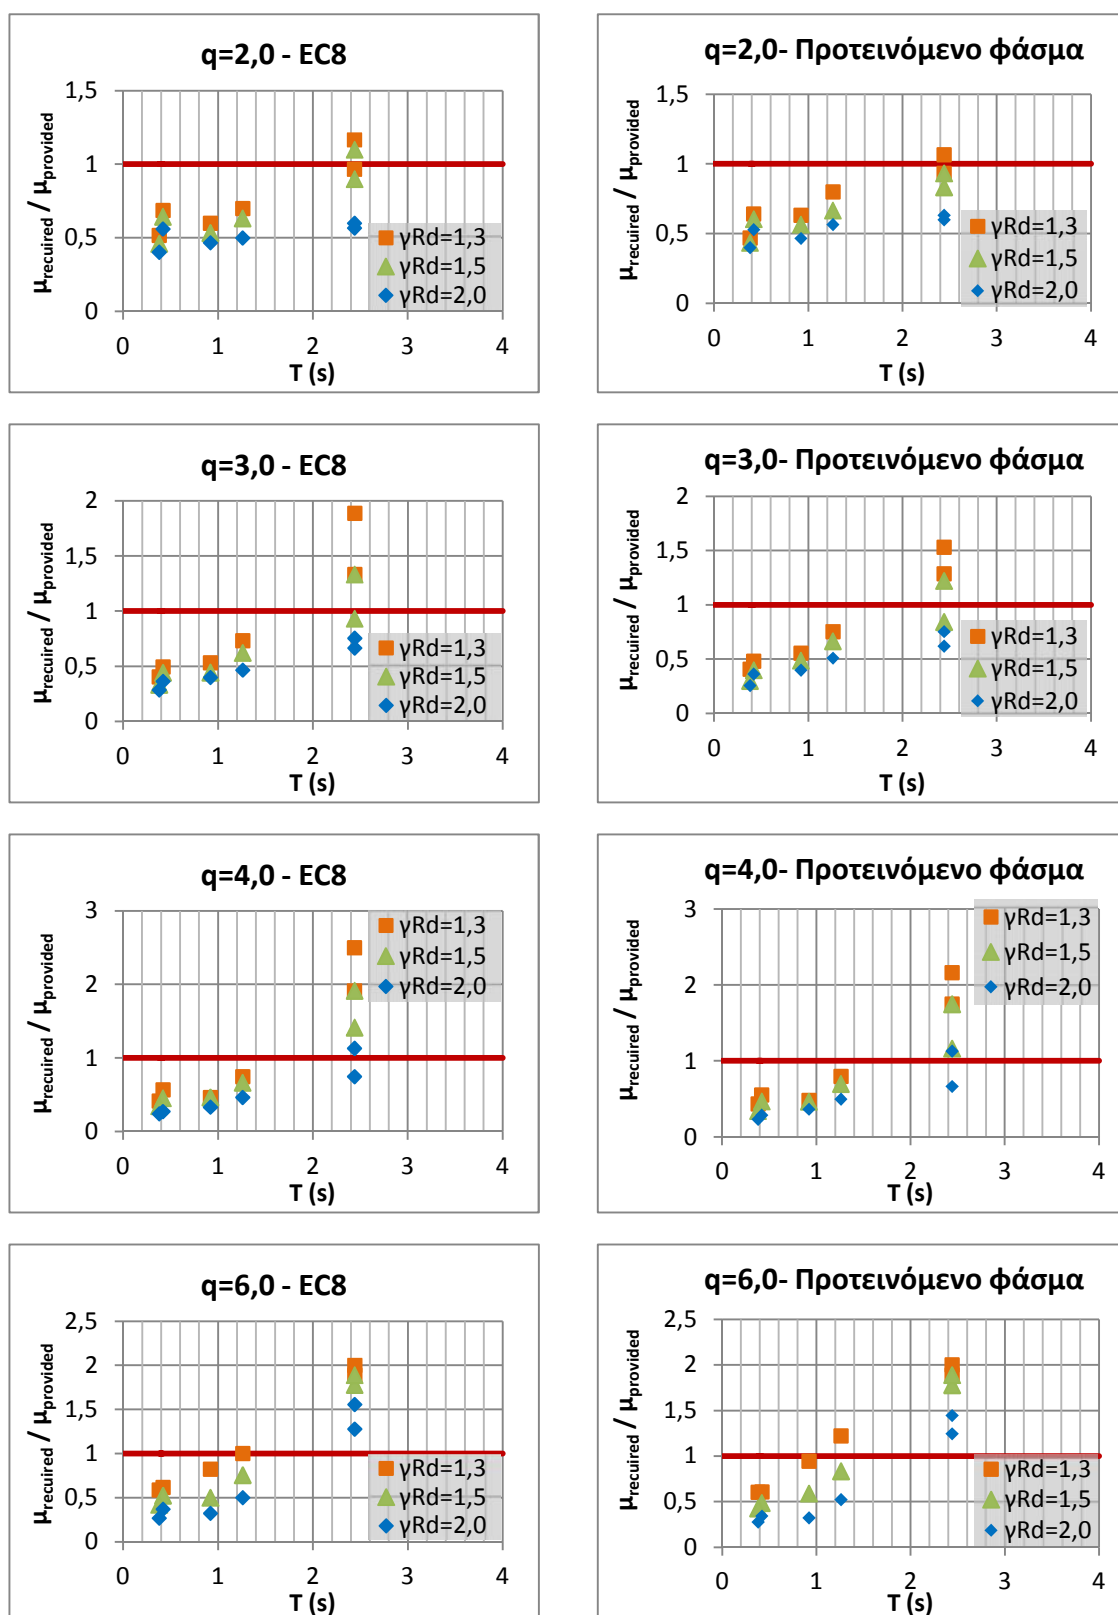 q=2,0 - EC8
μrecuired / μprovided
1,5
1
0,5
0
γRd=1,3
γRd=1,5
γRd=2,0
0 1 2 3 4
T (s)
q=2,0- Προτεινόμενο φάσμα
μrecuired / μprovided
1,5
1
0,5
0
γRd=1,3
γRd=1,5
γRd=2,0
0 1 2 3 4
T (s)
q=3,0 - EC8
μrecuired / μprovided
2
1,5
1
0,5
0
γRd=1,3
γRd=1,5
γRd=2,0
0 1 2 3 4
T (s)
q=3,0- Προτεινόμενο φάσμα
μrecuired / μprovided
2
1,5
1
0,5
0
γRd=1,3
γRd=1,5
γRd=2,0
0 1 2 3 4
T (s)
q=4,0 - EC8
μrecuired / μprovided
3
2
1
0
γRd=1,3
γRd=1,5
γRd=2,0
0 1 2 3 4
T (s)
q=4,0- Προτεινόμενο φάσμα
μrecuired / μprovided
3
2
1
0
γRd=1,3
γRd=1,5
γRd=2,0
0 1 2 3 4
T (s)
q=6,0 - EC8
μrecuired / μprovided
2,5
2
1,5
1
0,5
0
γRd=1,3
γRd=1,5
γRd=2,0
0 1 2 3 4
T (s)
q=6,0- Προτεινόμενο φάσμα
μrecuired / μprovided
2,5
2
1,5
1
0,5
0
γRd=1,3
γRd=1,5
γRd=2,0
0 1 2 3 4
T (s)